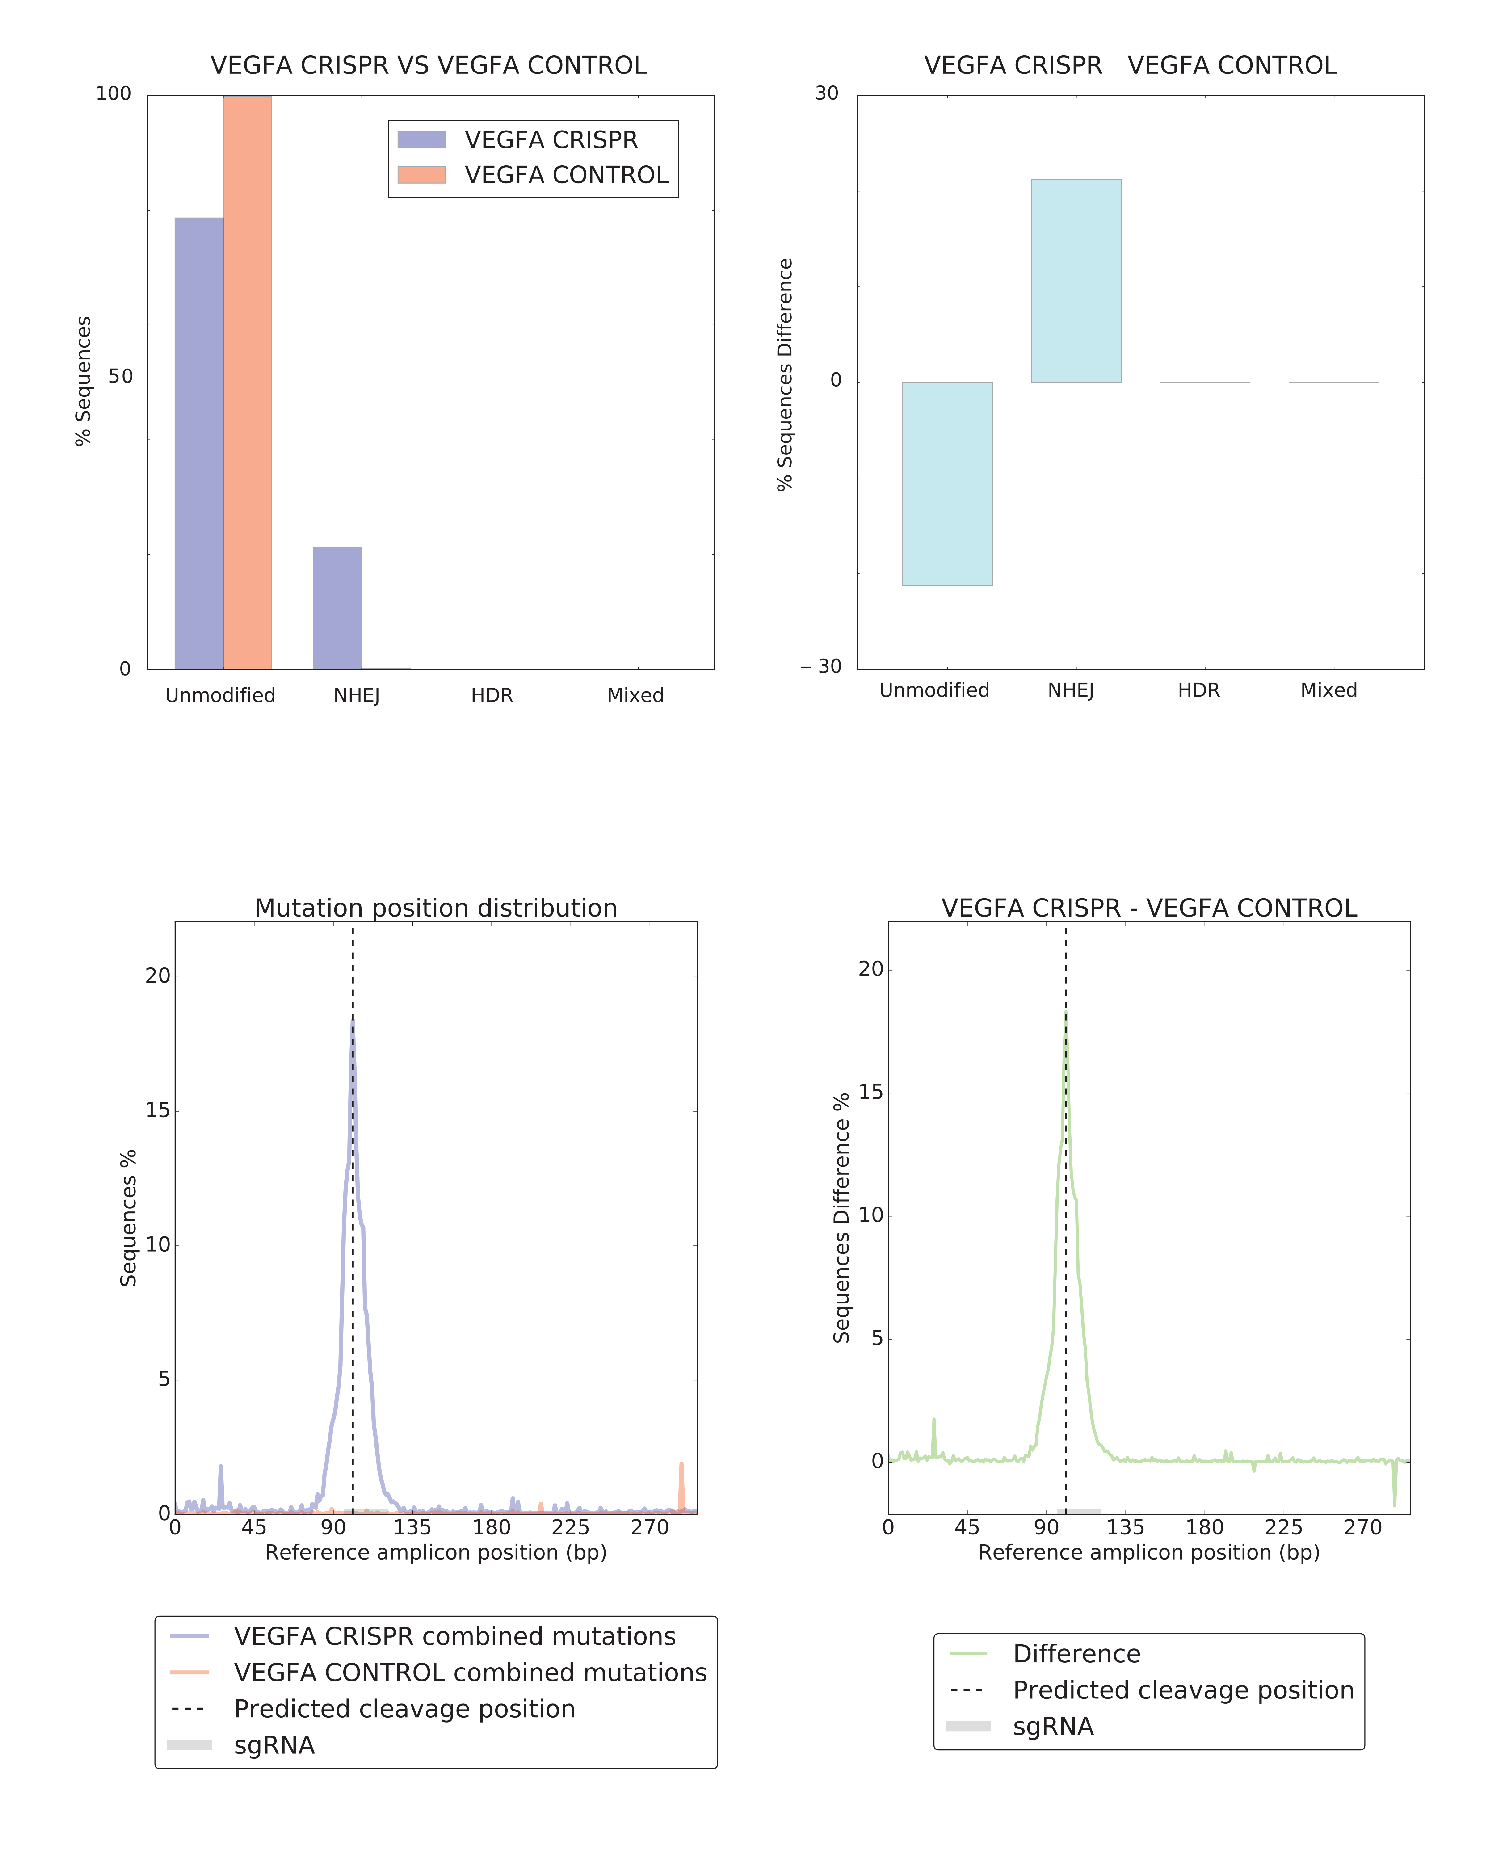 VEGFA CRISPR VS VEGFA CONTROL
100
50
0
% Sequences
VEGFA CRISPR
VEGFA CONTROL
Unmodified NHEJ HDR Mixed
VEGFA CRISPR VEGFA CONTROL
30
0
– 30
% Sequences Difference
Unmodified NHEJ HDR Mixed
Mutation position distribution
20
15
10
5
0
Sequences %
0 45 90 135 180 225 270
Reference amplicon position (bp)
VEGFA CRISPR combined mutations
VEGFA CONTROL combined mutations
Predicted cleavage position
sgRNA
VEGFA CRISPR - VEGFA CONTROL
20
15
10
5
0
Sequences Difference %
0 45 90 135 180 225 270
Reference amplicon position (bp)
Difference
Predicted cleavage position
sgRNA